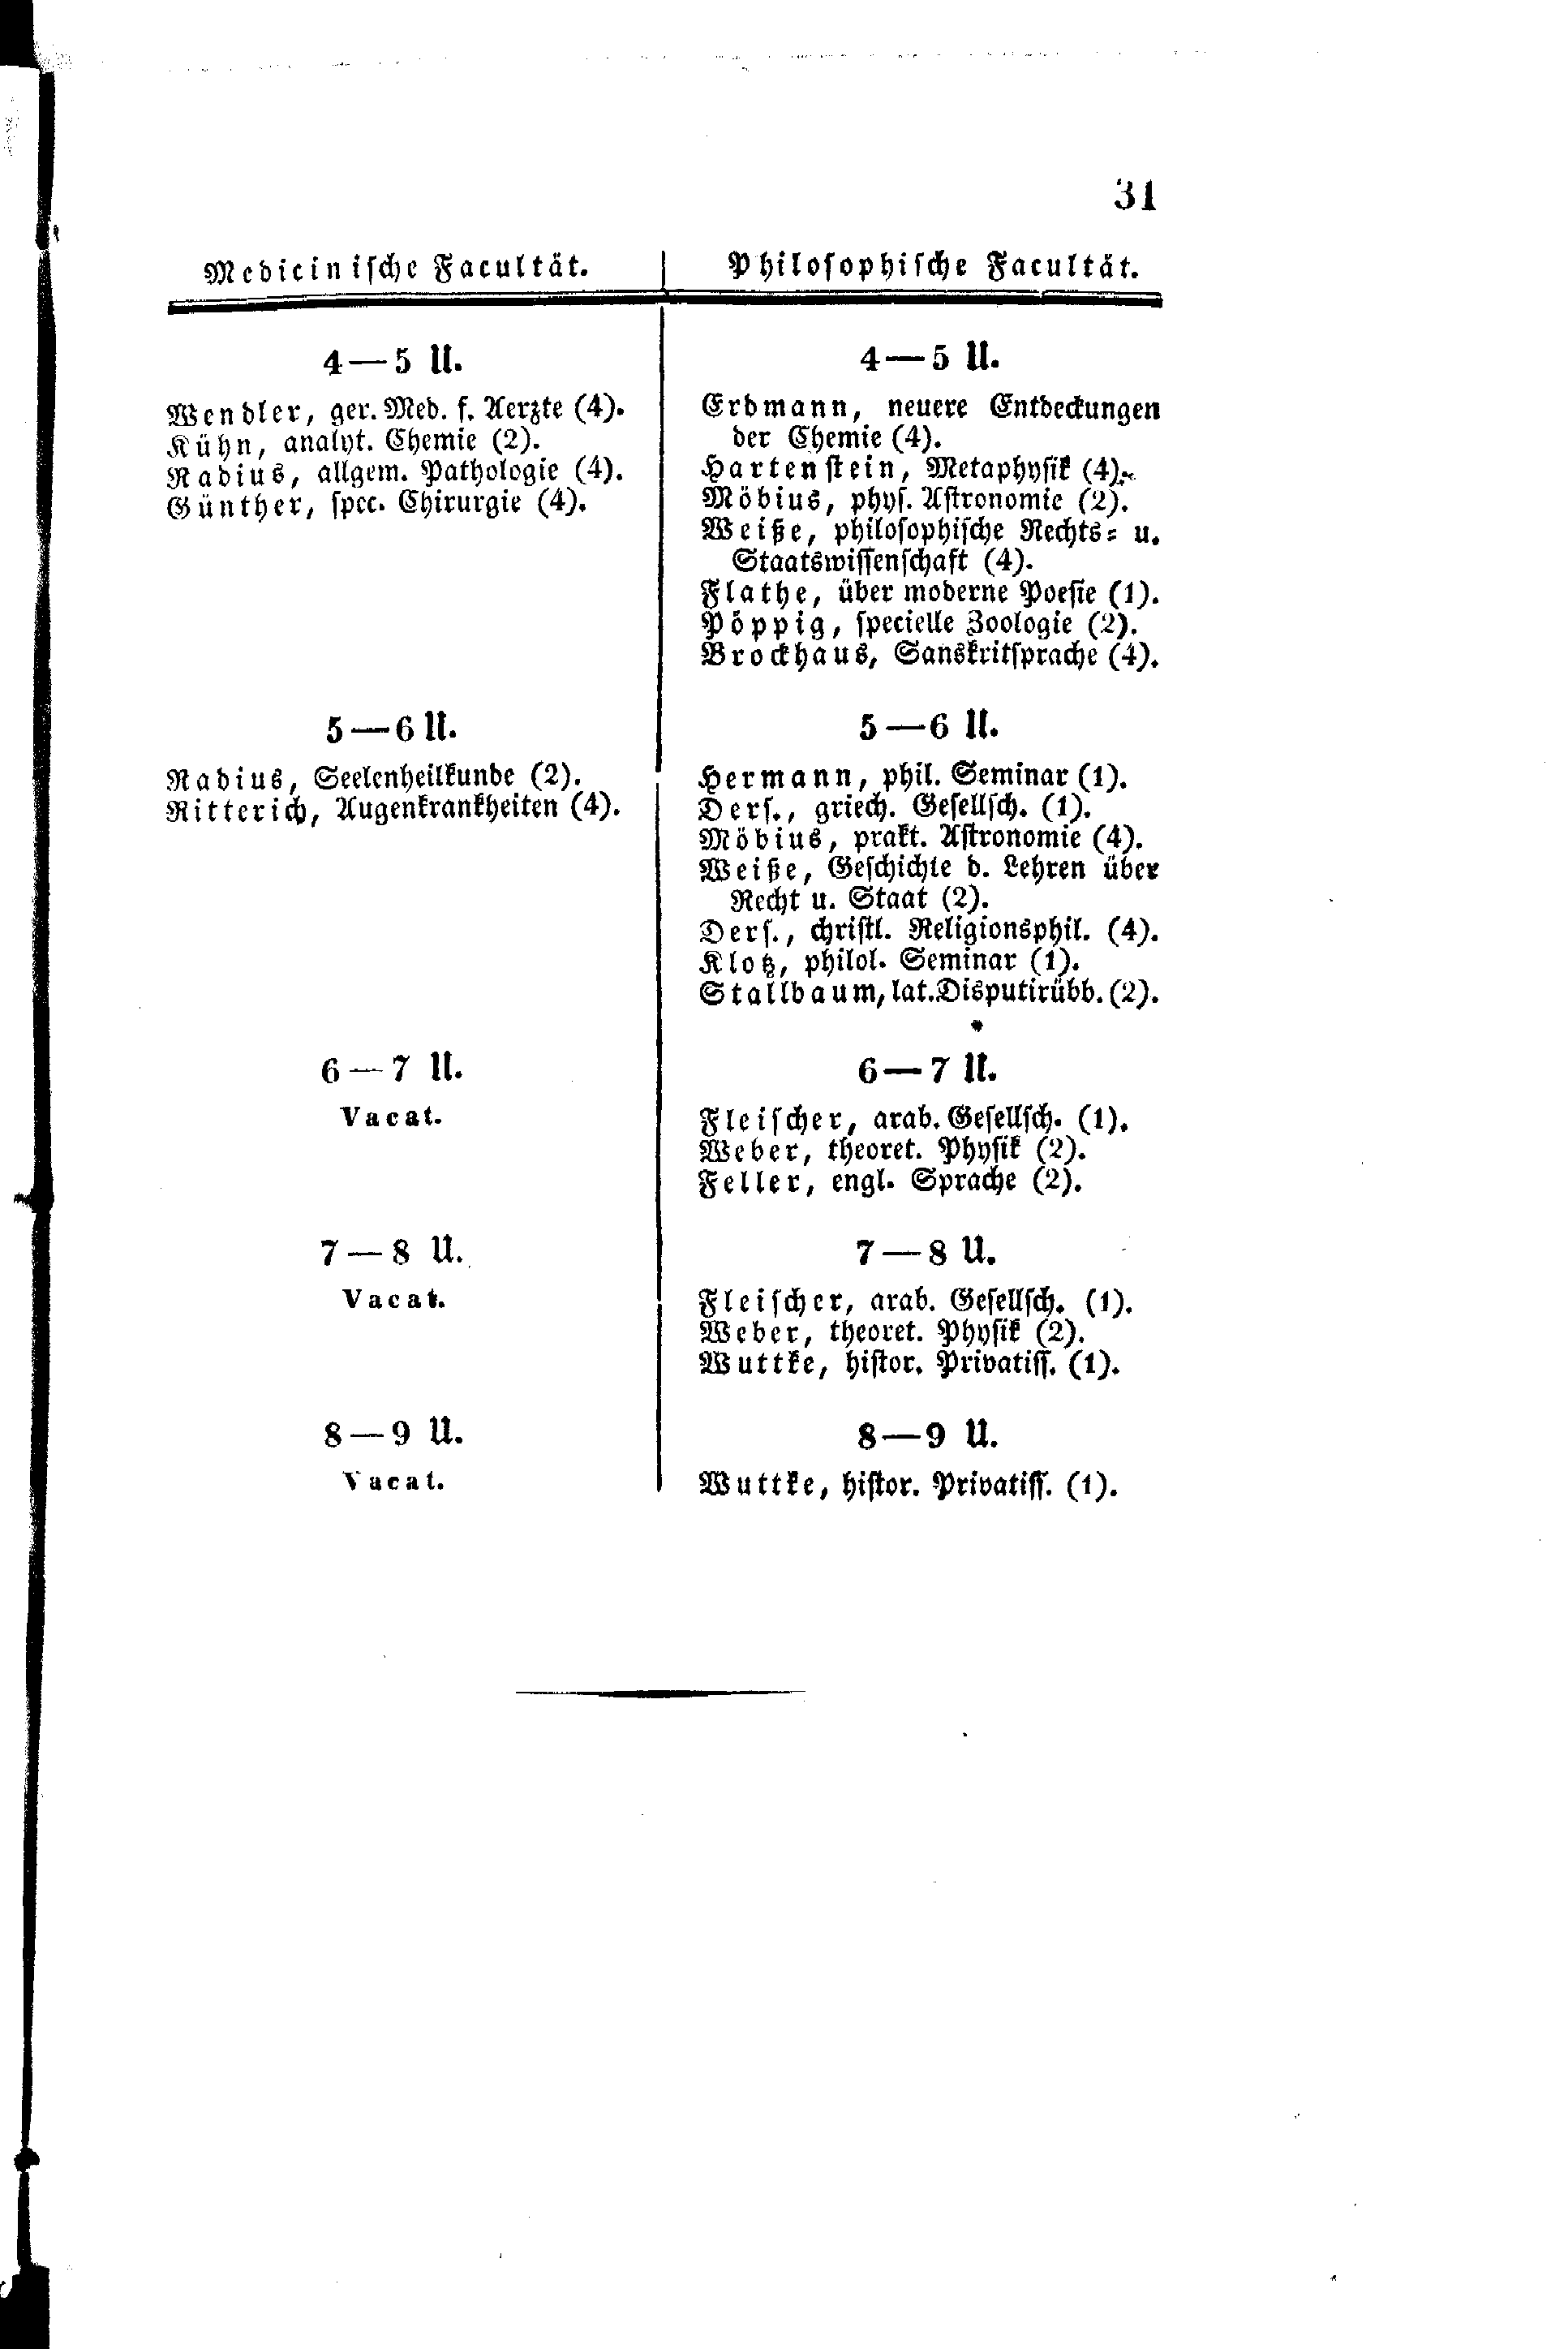 31
Medicinische Facultät.
4—5 U.
Wendler, ger. Med. f. Aerzte (4).
Kühn, analyt. Chemie (2).
Radius, allgem. Pathologie (4).
Günther, spec. Chirurgie (4).
5—6 U.
Radius, Seelenheilkunde (2).
Ritterich, Augenkrankheiten (4).
6—7 U.
Vacat.
7—8 U.
Vacat.
8—9 U.
Vacat.
Philosophische Facultät.
4—5 U.
Erdmann, neuere Entdeckungen
der Chemie (4).
Hartenstein, Metaphysik (4).
Möbius, phys. Astronomie (2).
Weiße, philosophische Rechts= u.
Staatswissenschaft (4).
Flathe, über moderne Poesie (1).
Pöppig, specielle Zoologie (2).
Brockhaus, Sanskritsprache (4).
5—6 U.
Hermann, phil. Seminar (1).
Ders., griech. Gesellsch. (1).
Möbius, prakt. Astronomie (4).
Weiße, Geschichte d. Lehren über
Recht u. Staat (2).
Ders., christl. Religionsphil. (4).
Klotz, philol. Seminar (1).
Stallbaum, lat. Disputirübb. (2).
6—7 U.
Fleischer, arab. Gesellsch. (1).
Weber, theoret. Physik (2).
Feller, engl. Sprache (2).
7—8 U.
Fleischer, arab. Gesellsch. (1).
Weber, theoret. Physik (2).
Wuttke, histor. Privatiss. (1).
8—9 U.
Wuttke, histor. Privatiss. (1).